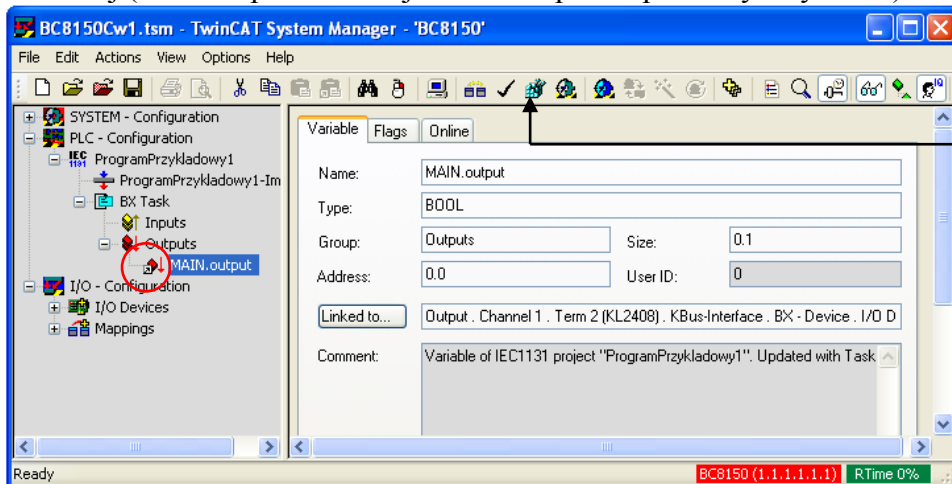 BC8150Cw1.tsm - TwinCAT System Manager - 'BC8150'
File Edit Actions View Options Help
SYSTEM - Configuration
PLC - Configuration
ProgramPrzykladowy1
ProgramPrzykladowy1-Im
BX Task
Inputs
Outputs
MAIN.output
I/O - Configuration
I/O Devices
Mappings
Variable Flags Online
Name: MAIN.output
Type: BOOL
Group: Outputs Size: 0.1
Address: 0.0 User ID: 0
Linked to... Output . Channel 1 . Term 2 (KL2408) . KBus-Interface . BX - Device . I/O D
Comment: Variable of IEC1131 project "ProgramPrzykladowy1". Updated with Task
Ready BC8150 (1.1.1.1.1.1) RTime 0%